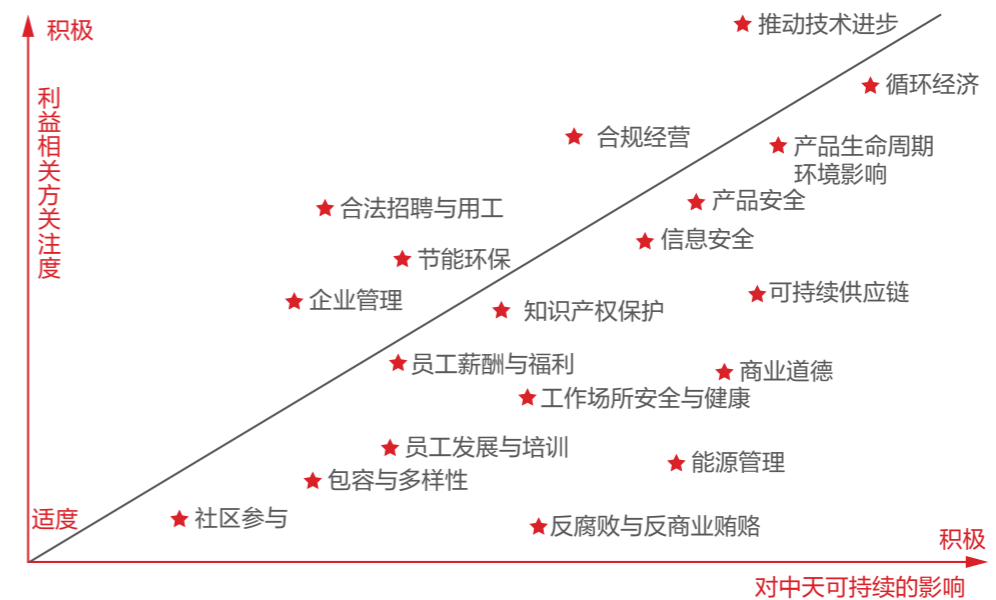 积极
推动技术进步
循环经济
利益相关方关注度
合规经营
产品生命周期
环境影响
产品安全
合法招聘与用工
信息安全
节能环保
可持续供应链
企业管理
知识产权保护
员工薪酬与福利
商业道德
工作场所安全与健康
员工发展与培训
能源管理
包容与多样性
适度
社区参与
反腐败与反商业贿赂
积极
对中天可持续的影响